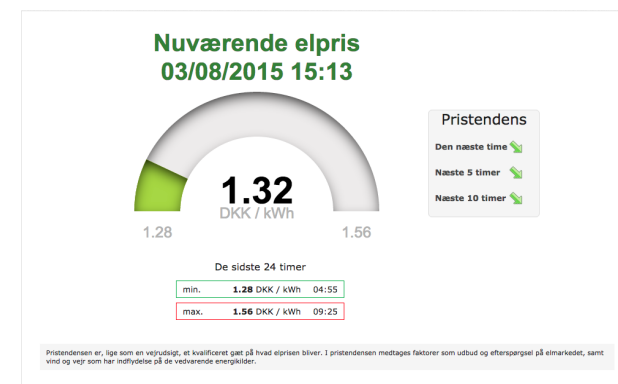 Nuværende elpris
03/08/2015 15:13
1.32
DKK / kWh
1.28
1.56
De sidste 24 timer
min. 1.28 DKK / kWh 04:55
max. 1.56 DKK / kWh 09:25
Pristendens
Den næste time
Næste 5 timer
Næste 10 timer
Pristendensen er, lige som en vejrudsigt, et kvalificeret gæt på hvad elprisen bliver. I pristendensen medtages faktorer som udbud og efterspørgsel på elmarkedet, samt
vind og vejr som har indflydelse på de vedvarende energikilder.